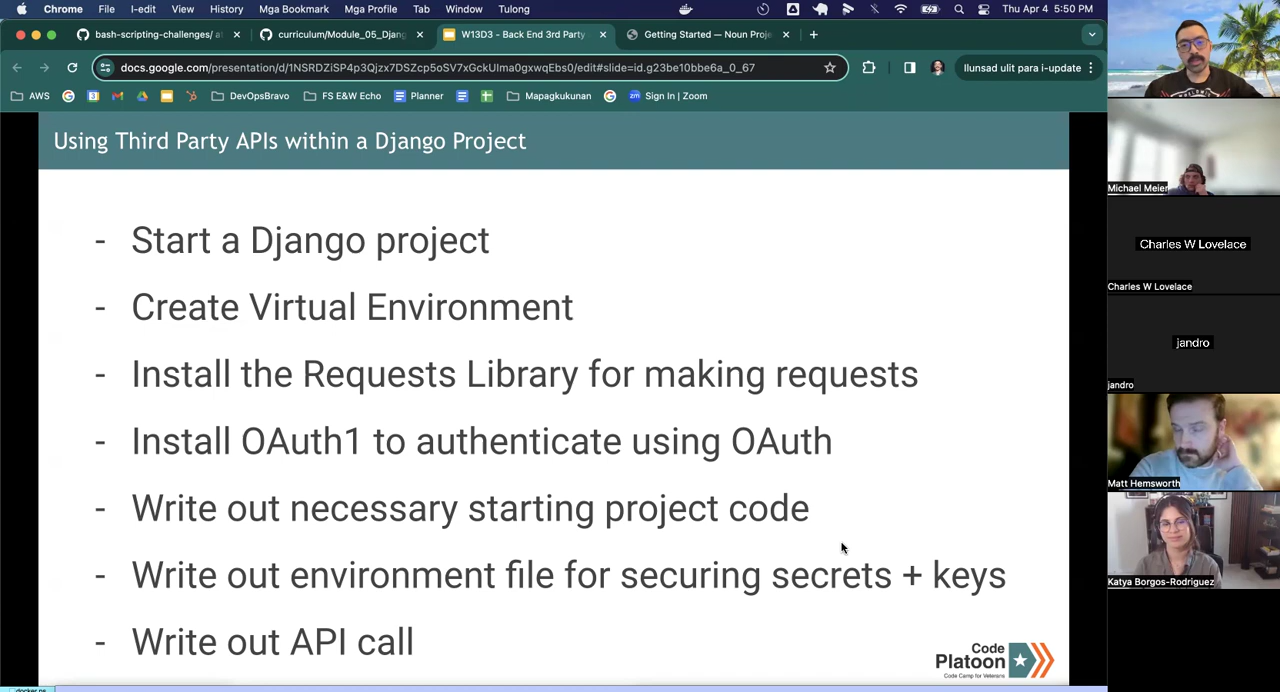 Chrome File I-edit View History Mga Bookmark Mga Profile Tab Window Tulong Thu Apr 4 5:50 PM
bash-scripting-challenges/ at
curriculum/Module_05_Djang
W13D3 - Back End 3rd Party
Getting Started — Noun Proje
docs.google.com/presentation/d/1NSRDZiSP4p3Qjzx7DSZcp5oSV7xGckUma0gxwqEbs0/edit#slide=id.g23be10bbe6a_0_67
Ilunsad ulit para i-update
AWS DevOpsBravo FS E&W Echo Planner Mapagkukunan Sign In | Zoom
Using Third Party APIs within a Django Project
- Start a Django project
- Create Virtual Environment
- Install the Requests Library for making requests
- Install OAuth1 to authenticate using OAuth
- Write out necessary starting project code
- Write out environment file for securing secrets + keys
- Write out API call
Code
Platoon
Code Camp for Veterans
docker ps
Michael Meier
Charles W Lovelace
Charles W Lovelace
jandro
jandro
Matt Hemsworth
Katya Borgos-Rodriguez